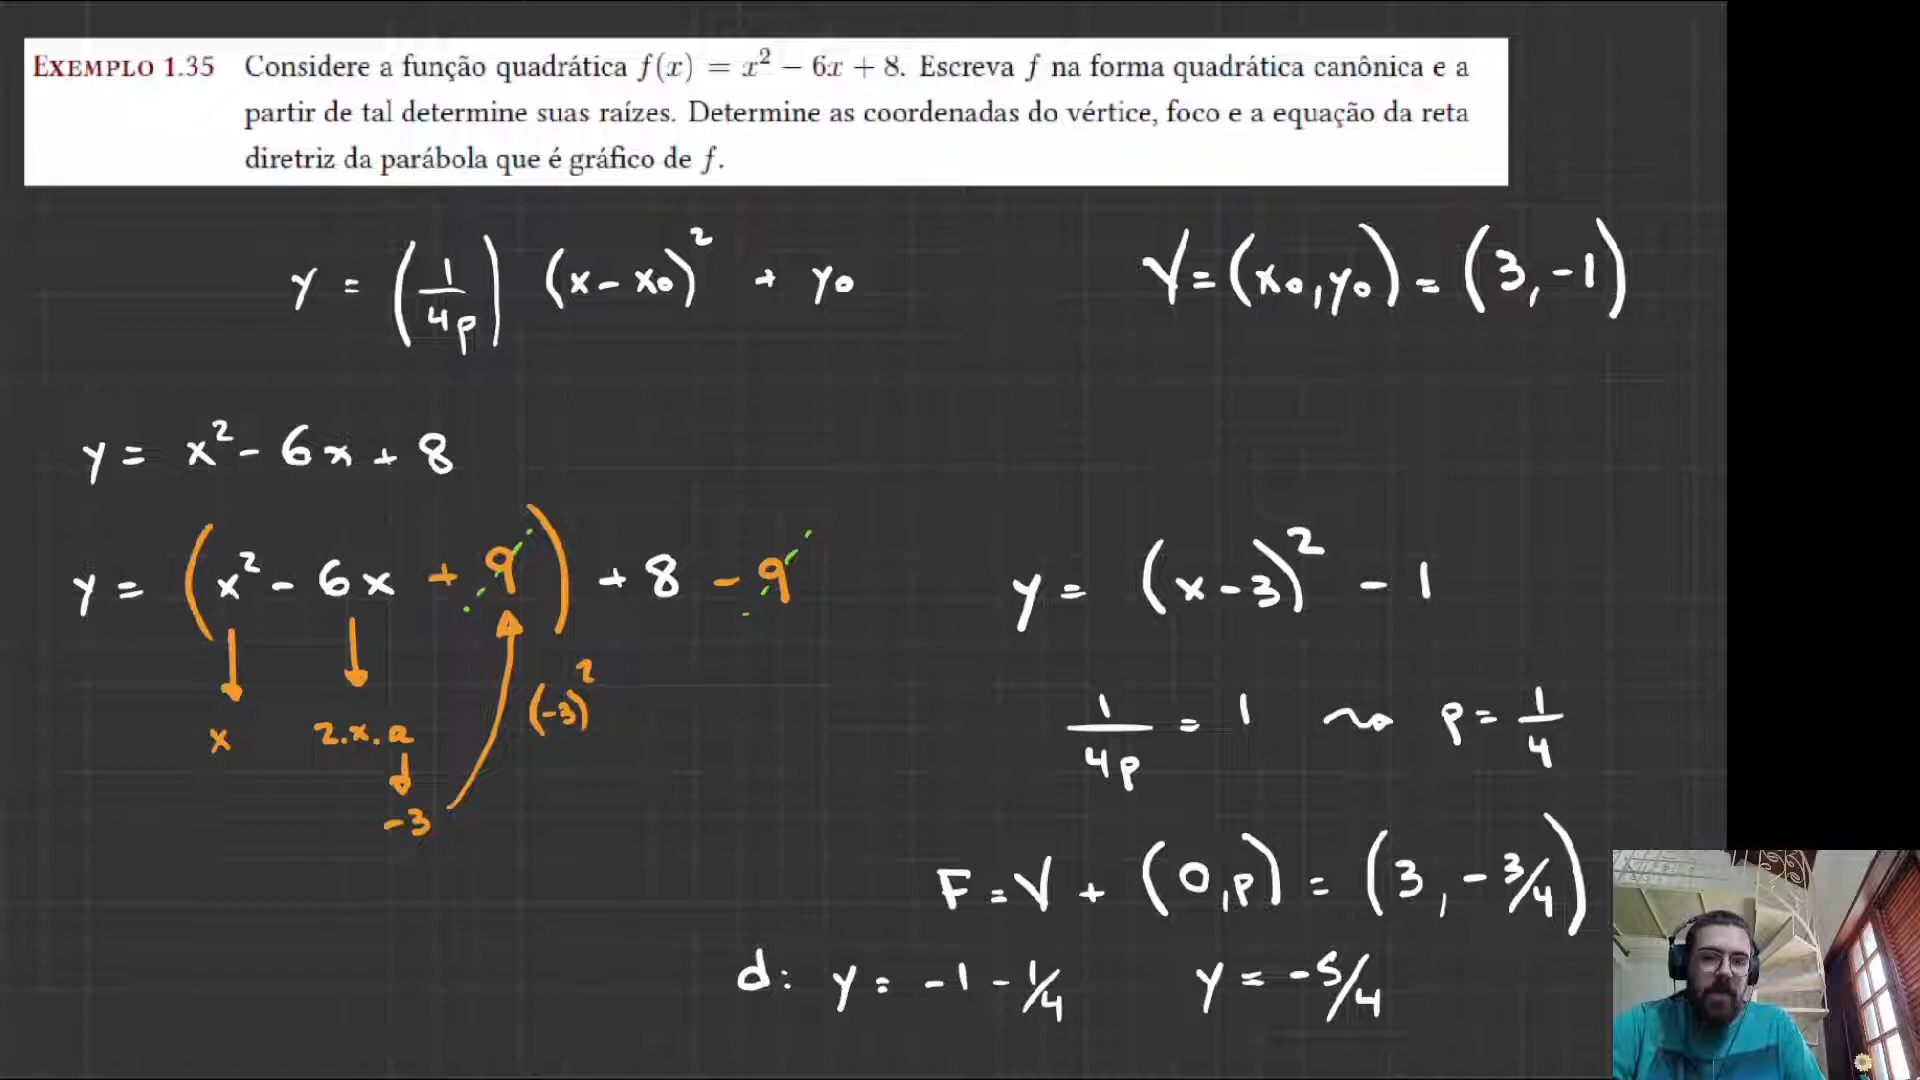 EXEMPLO 1.35 Considere a função quadrática f(x) = x² − 6x + 8. Escreva f na forma quadrática canônica e a
partir de tal determine suas raízes. Determine as coordenadas do vértice, foco e a equação da reta
diretriz da parábola que é gráfico de f.
y = (1/4p) (x - x0)² + y0
V = (x0, y0) = (3, -1)
y = x² - 6x + 8
y = (x² - 6x + 9) + 8 - 9
x
2.x.a
-3
(-3)²
y = (x-3)² - 1
1/4p = 1 ⇝ p = 1/4
F = V + (0, p) = (3, -3/4)
d: y = -1 - 1/4 y = -5/4